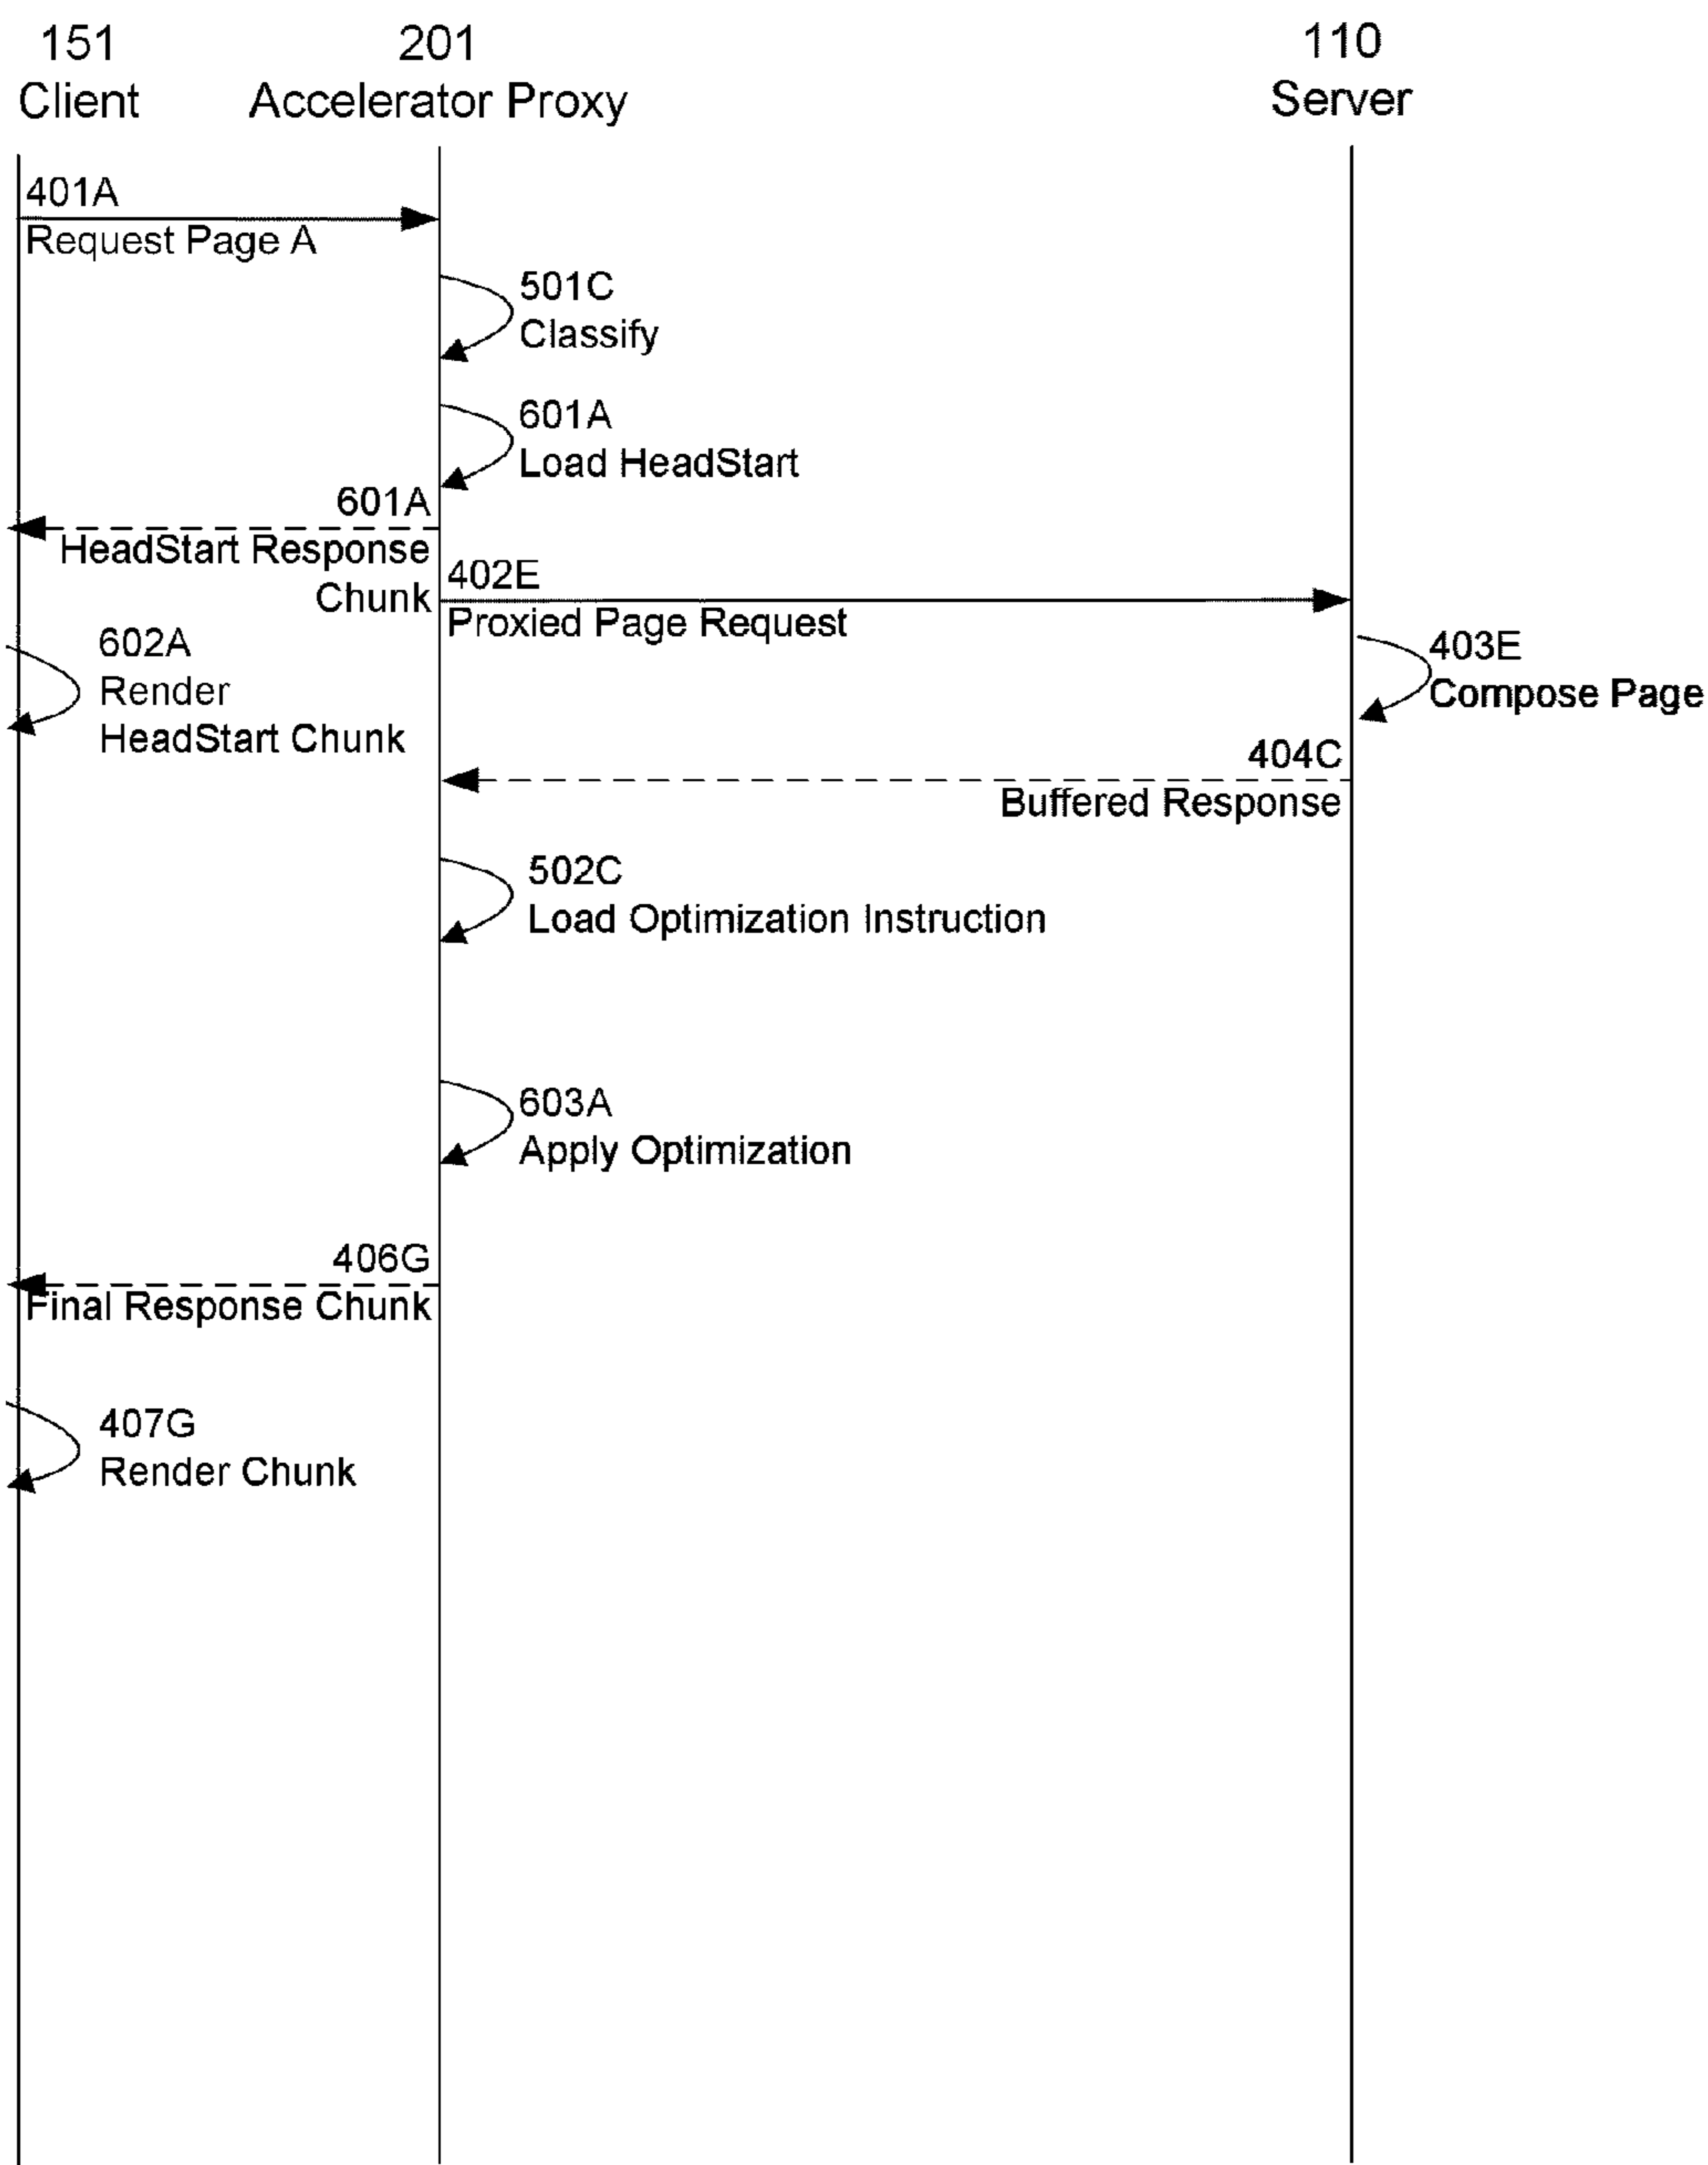 151
Client
201
Accelerator Proxy
110
Server
401A
Request Page A
501C
Classify
601A
Load HeadStart
601A
HeadStart Response
Chunk
402E
Proxied Page Request
602A
Render
HeadStart Chunk
403E
Compose Page
404C
Buffered Response
502C
Load Optimization Instruction
603A
Apply Optimization
406G
Final Response Chunk
407G
Render Chunk